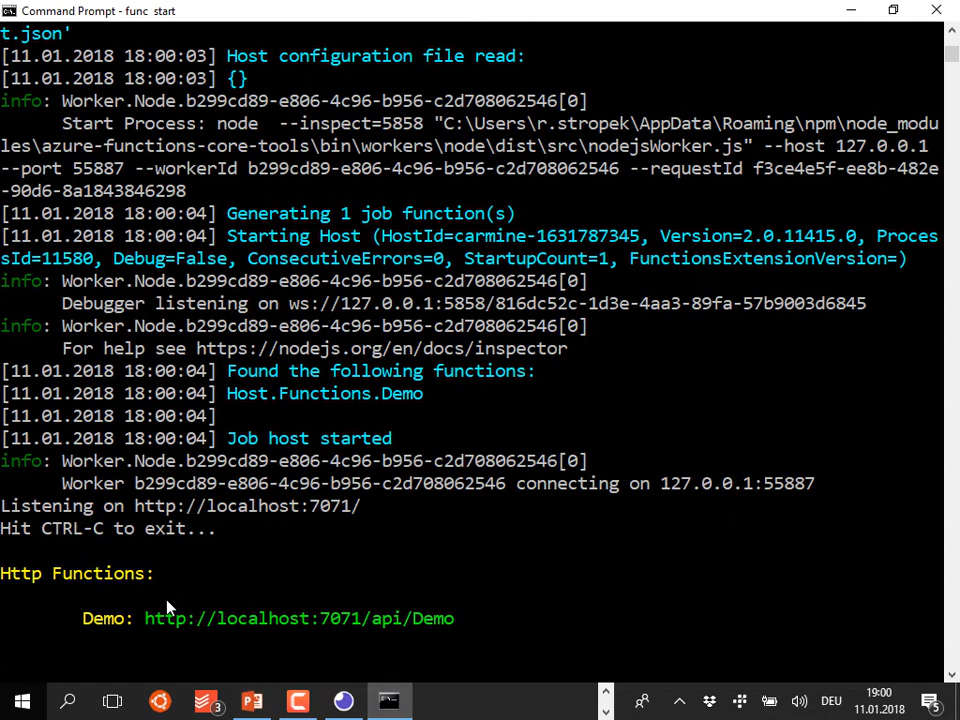 Command Prompt - func start
t.json'
[11.01.2018 18:00:03] Host configuration file read:
[11.01.2018 18:00:03] {}
info: Worker.Node.b299cd89-e806-4c96-b956-c2d708062546[0]
Start Process: node --inspect=5858 "C:\Users\r.stropek\AppData\Roaming\npm\node_modu
les\azure-functions-core-tools\bin\workers\node\dist\src\nodejsWorker.js" --host 127.0.0.1
--port 55887 --workerId b299cd89-e806-4c96-b956-c2d708062546 --requestId f3ce4e5f-ee8b-482e
-90d6-8a1843846298
[11.01.2018 18:00:04] Generating 1 job function(s)
[11.01.2018 18:00:04] Starting Host (HostId=carmine-1631787345, Version=2.0.11415.0, Proces
sId=11580, Debug=False, ConsecutiveErrors=0, StartupCount=1, FunctionsExtensionVersion=)
info: Worker.Node.b299cd89-e806-4c96-b956-c2d708062546[0]
Debugger listening on ws://127.0.0.1:5858/816dc52c-1d3e-4aa3-89fa-57b9003d6845
info: Worker.Node.b299cd89-e806-4c96-b956-c2d708062546[0]
For help see https://nodejs.org/en/docs/inspector
[11.01.2018 18:00:04] Found the following functions:
[11.01.2018 18:00:04] Host.Functions.Demo
[11.01.2018 18:00:04]
[11.01.2018 18:00:04] Job host started
info: Worker.Node.b299cd89-e806-4c96-b956-c2d708062546[0]
Worker b299cd89-e806-4c96-b956-c2d708062546 connecting on 127.0.0.1:55887
Listening on http://localhost:7071/
Hit CTRL-C to exit...
Http Functions:
Demo: http://localhost:7071/api/Demo
3
DEU
19:00
11.01.2018
5